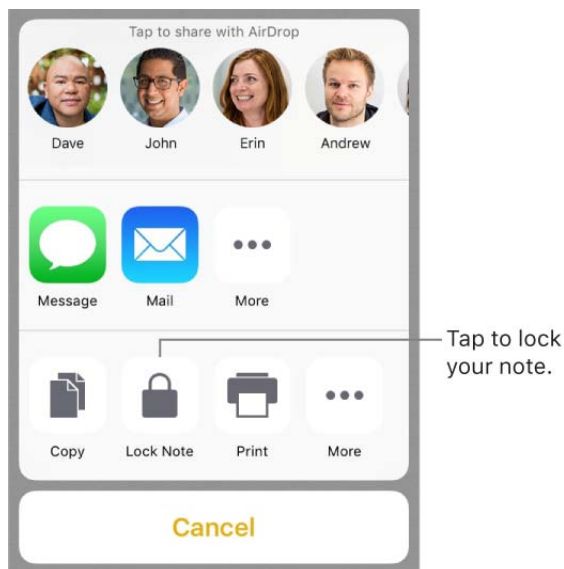 Tap to share with AirDrop
Dave John Erin Andrew
Message Mail More
Tap to lock
your note.
Copy Lock Note Print More
Cancel